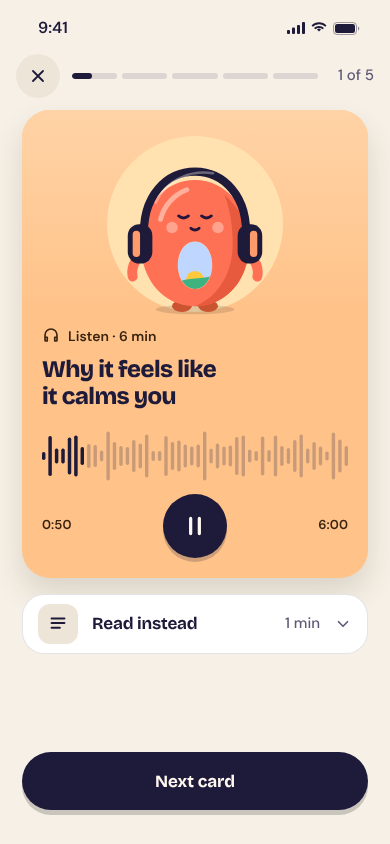 9:41
1 of 5
Listen · 6 min
Why it feels like
it calms you
0:50
6:00
Read instead
1 min
Next card